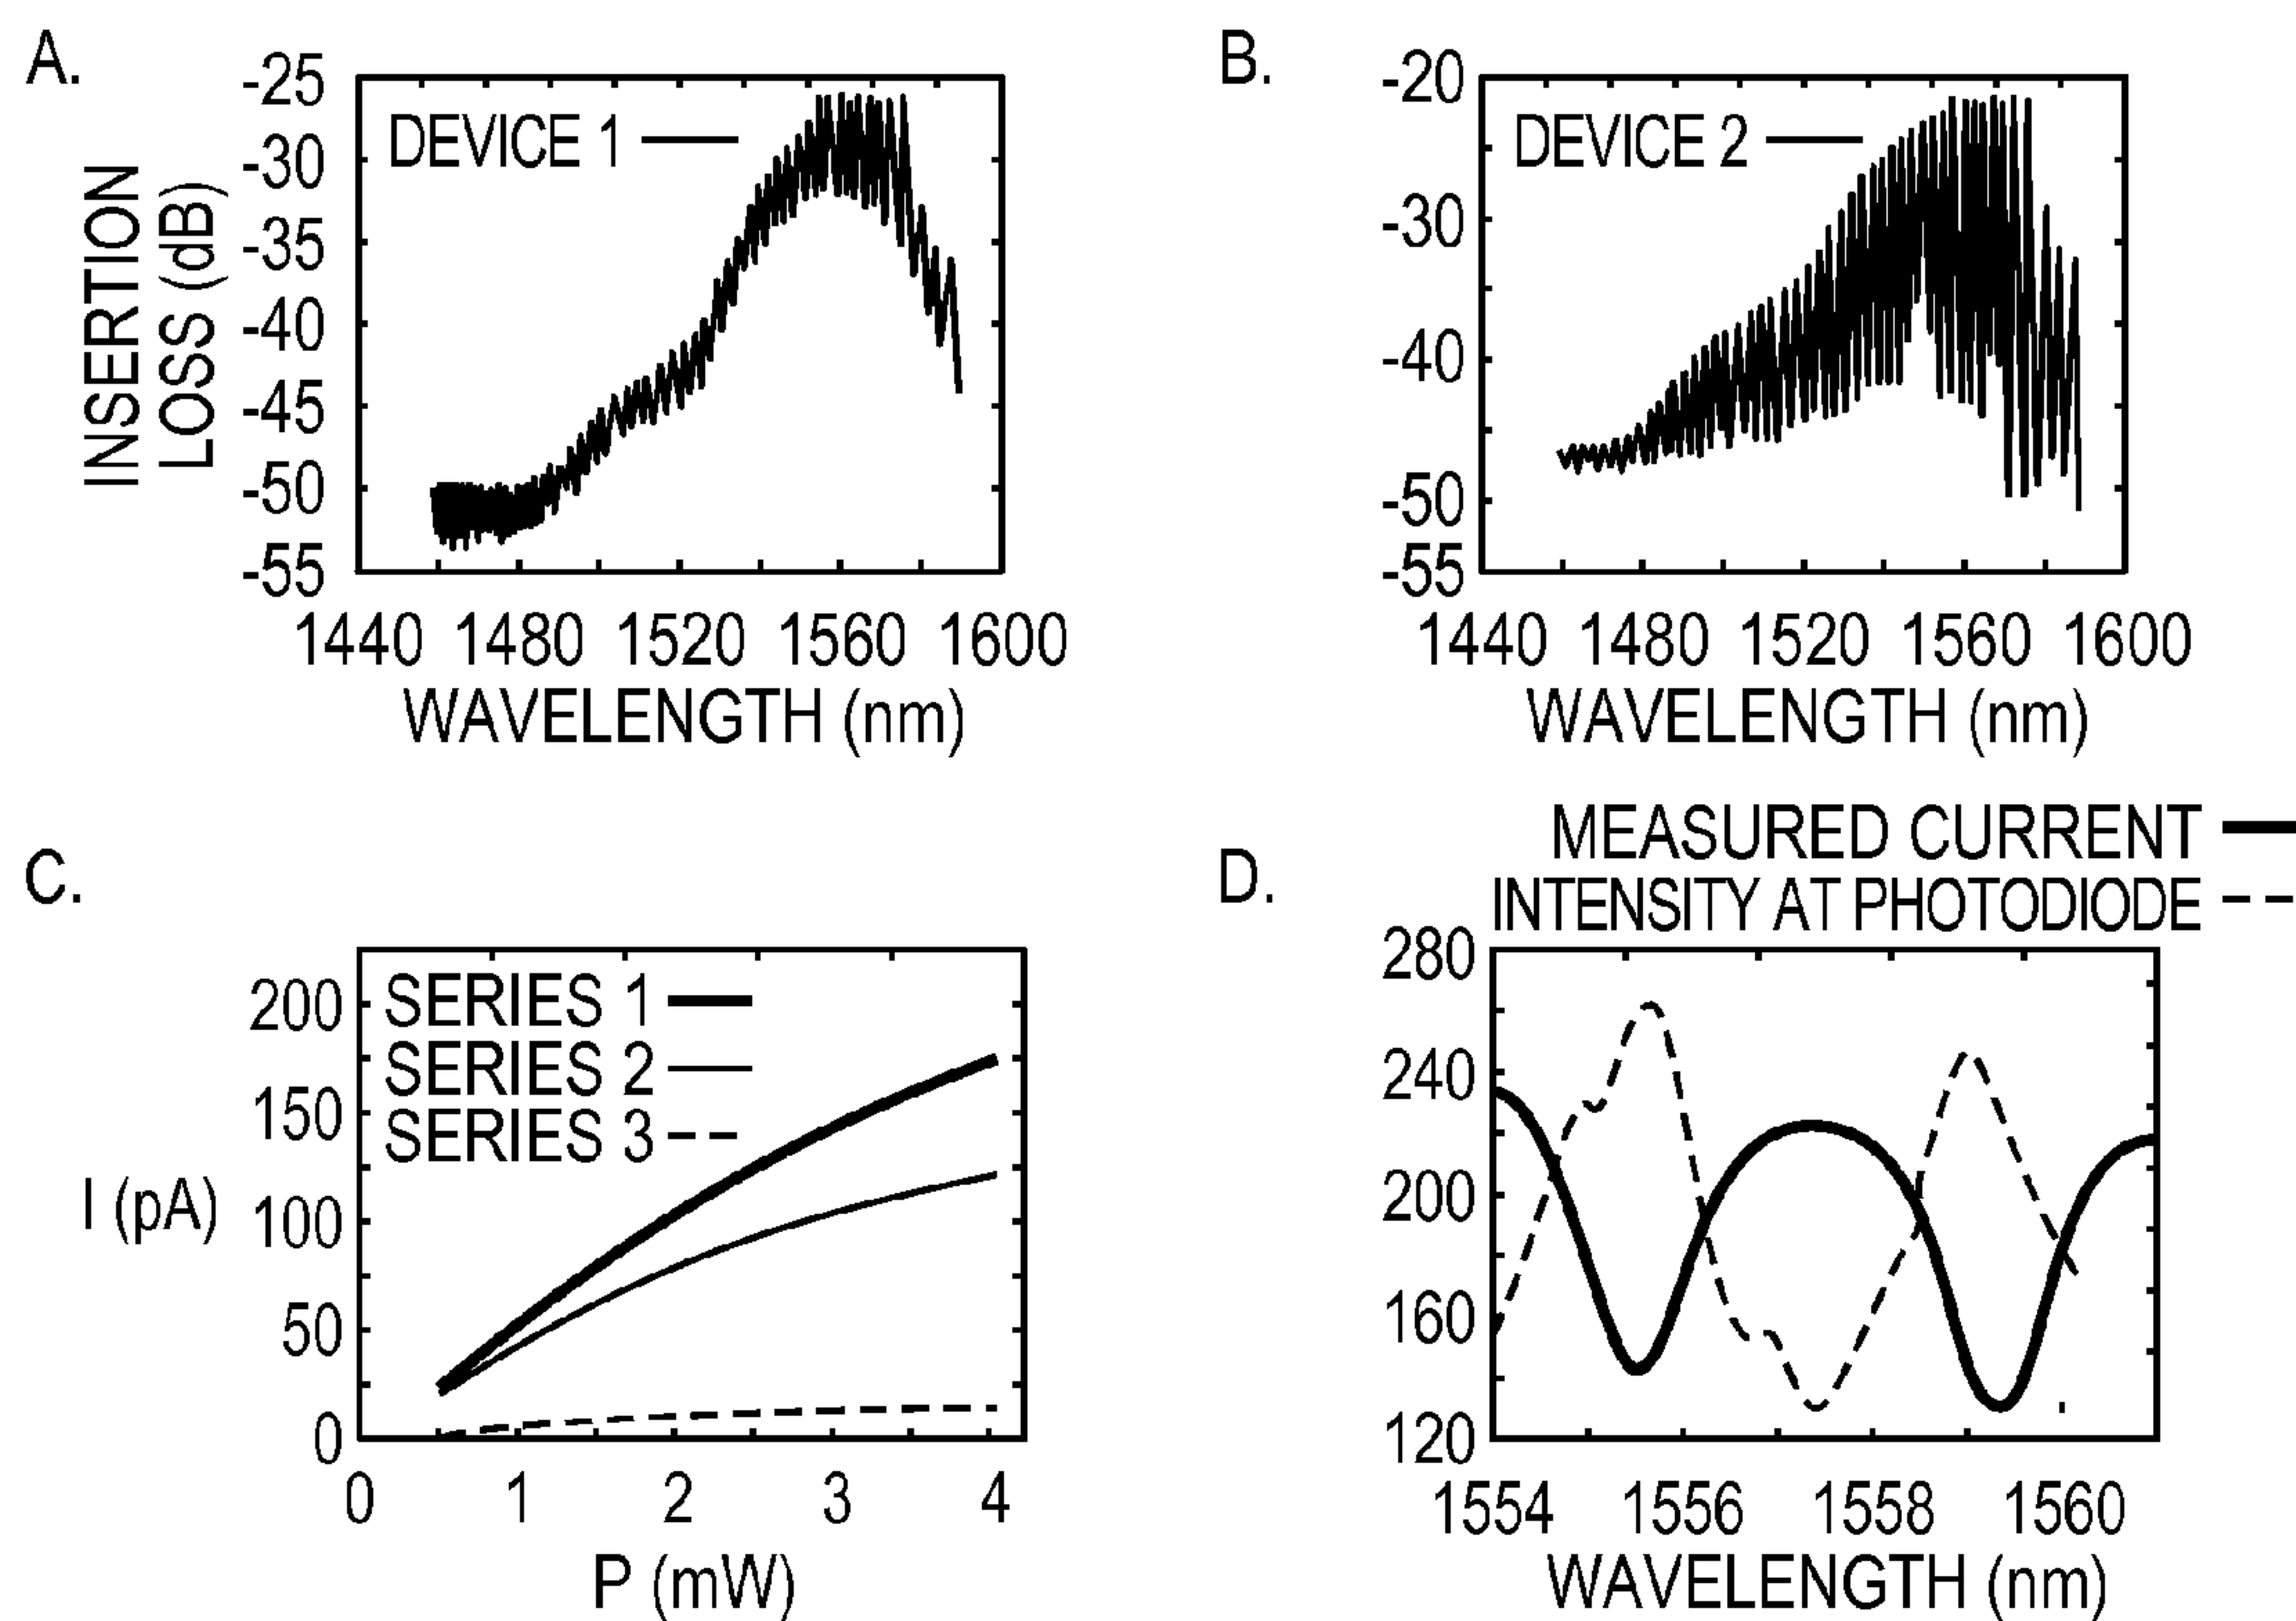 A.
INSERTION
LOSS (dB)
-25
-30
-35
-40
-45
-50
-55
DEVICE 1
1440 1480 1520 1560 1600
WAVELENGTH (nm)
B.
-20
-30
-40
-50
-55
DEVICE 2
1440 1480 1520 1560 1600
WAVELENGTH (nm)
C.
I (pA)
200
150
100
50
0
SERIES 1
SERIES 2
SERIES 3
0 1 2 3 4
P (mW)
D.
MEASURED CURRENT
INTENSITY AT PHOTODIODE
280
240
200
160
120
1554 1556 1558 1560
WAVELENGTH (nm)